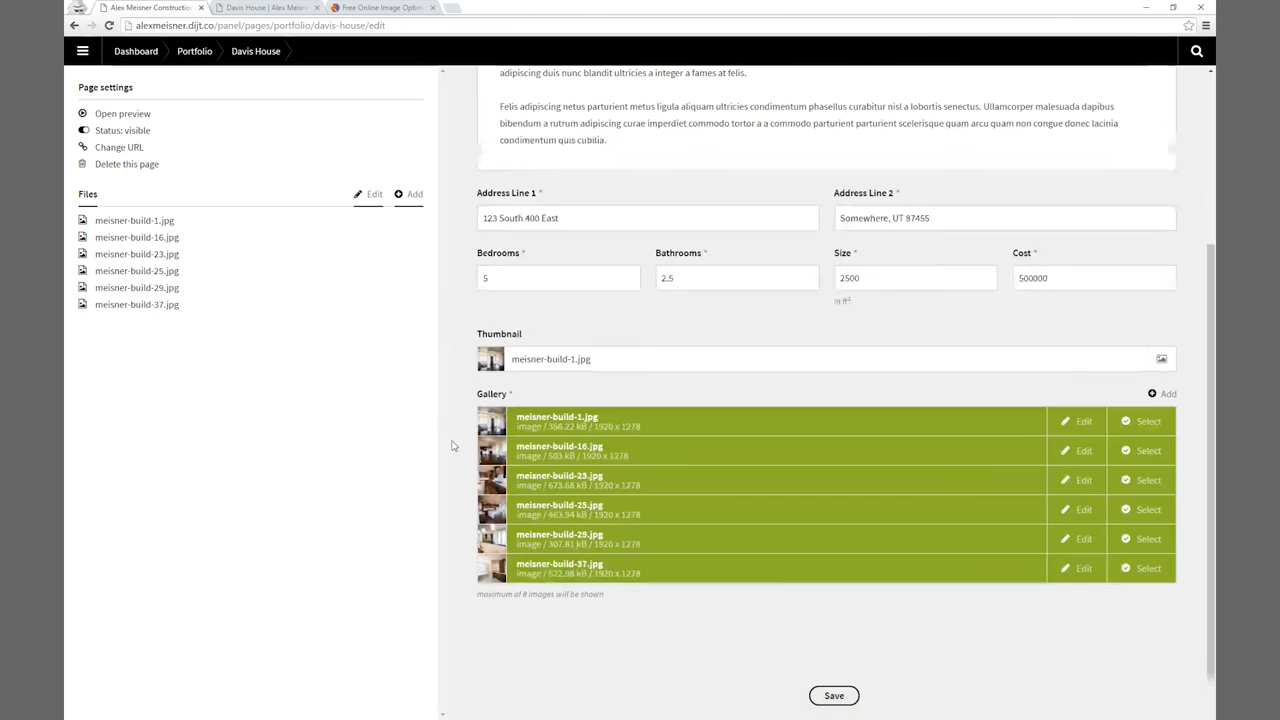 Alex Meisner Constructio
Davis House | Alex Meisn
Free Online Image Optim
alexmeisner.dijt.co/panel/pages/portfolio/davis-house/edit
Dashboard Portfolio Davis House
Page settings
Open preview
Status: visible
Change URL
Delete this page
Files Edit Add
meisner-build-1.jpg
meisner-build-16.jpg
meisner-build-23.jpg
meisner-build-25.jpg
meisner-build-29.jpg
meisner-build-37.jpg
adipiscing duis nunc blandit ultricies a integer a fames at felis.
Felis adipiscing netus parturient metus ligula aliquam ultricies condimentum phasellus curabitur nisl a lobortis senectus. Ullamcorper malesuada dapibus
bibendum a rutrum adipiscing curae imperdiet commodo tortor a a commodo parturient parturient scelerisque quam arcu quam non congue donec lacinia
condimentum quis cubilia.
Address Line 1 * Address Line 2 *
123 South 400 East Somewhere, UT 87455
Bedrooms * Bathrooms * Size * Cost *
5 2.5 2500 500000
in ft²
Thumbnail
meisner-build-1.jpg
Gallery * Add
meisner-build-1.jpg
image / 356.22 kB / 1920 x 1278 Edit Select
meisner-build-16.jpg
image / 503 kB / 1920 x 1278 Edit Select
meisner-build-23.jpg
image / 673.68 kB / 1920 x 1278 Edit Select
meisner-build-25.jpg
image / 463.94 kB / 1920 x 1278 Edit Select
meisner-build-29.jpg
image / 307.81 kB / 1920 x 1278 Edit Select
meisner-build-37.jpg
image / 522.98 kB / 1920 x 1278 Edit Select
maximum of 8 images will be shown
Save